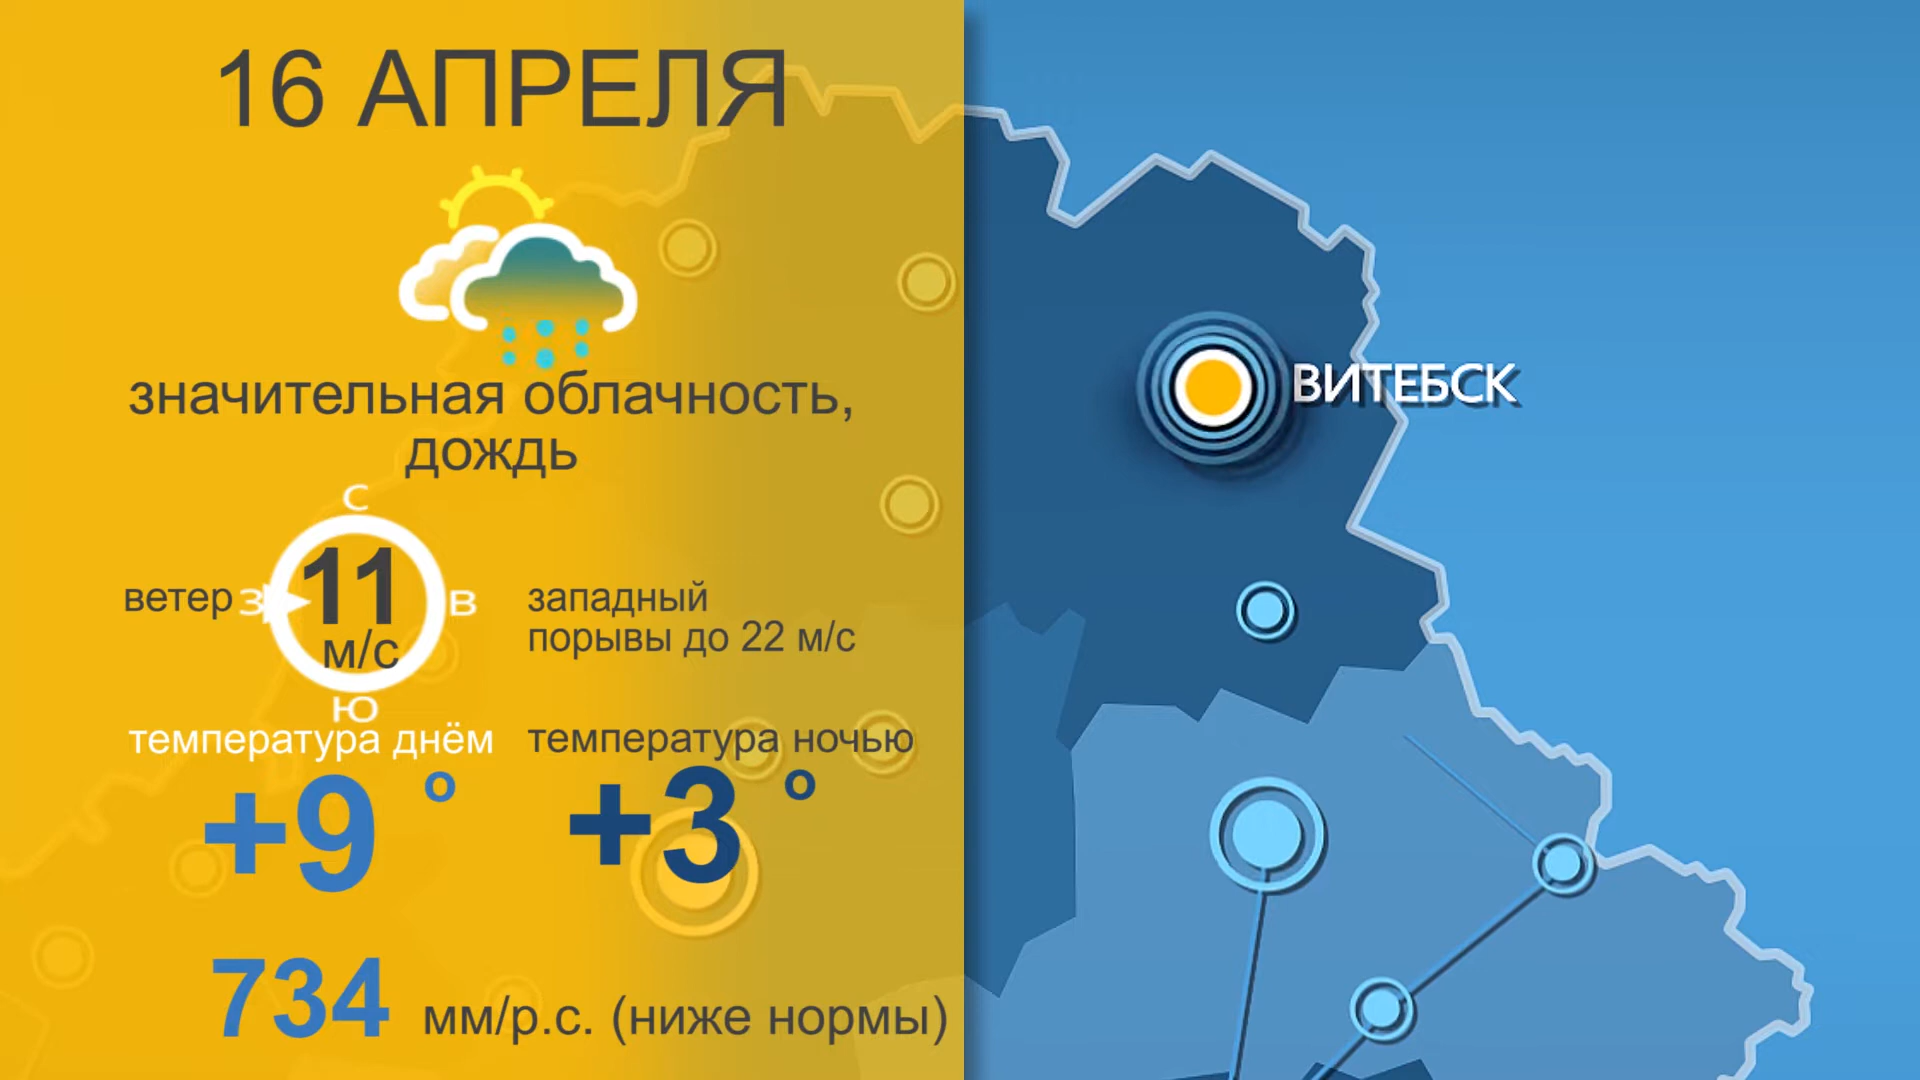 16 АПРЕЛЯ
значительная облачность,
дождь
С
ветер З 11 В
м/с
Ю
западный
порывы до 22 м/с
температура днём
+9 °
температура ночью
+3 °
734 мм/р.с. (ниже нормы)
ВИТЕБСК